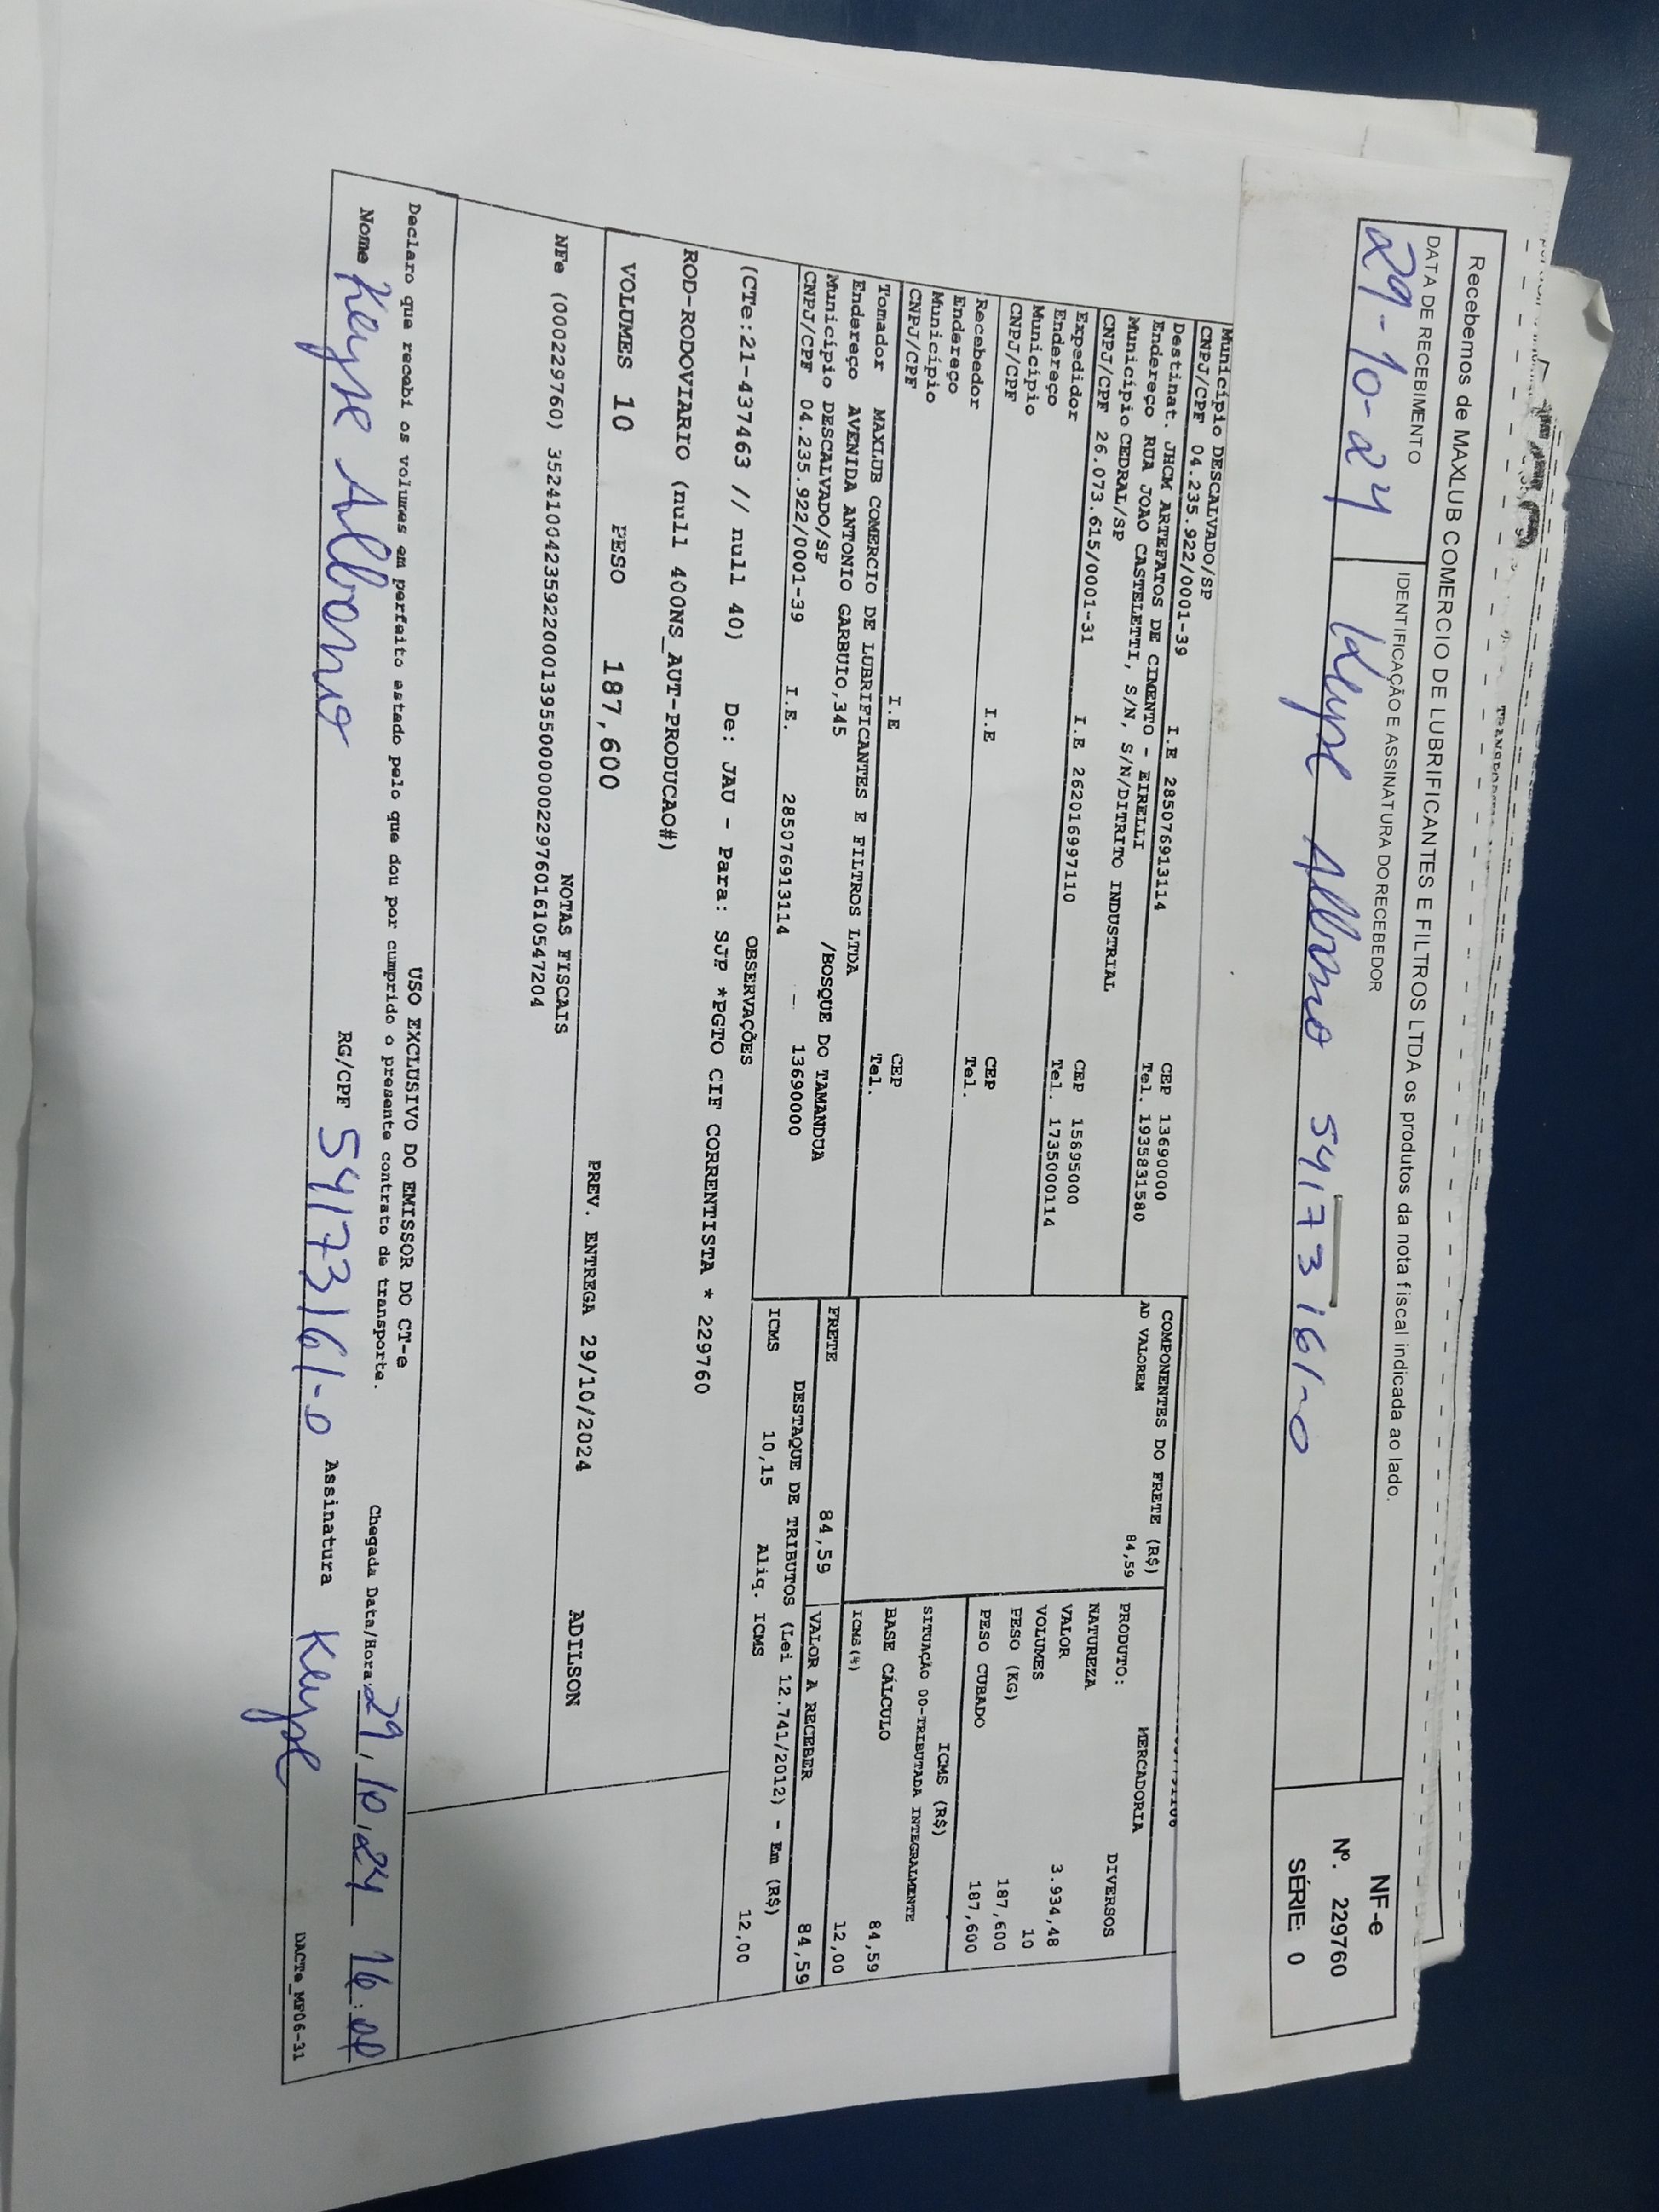 Recebemos de MAXLUB COMERCIO DE LUBRIFICANTES E FILTROS LTDA os produtos da nota fiscal indicada ao lado.
DATA DE RECEBIMENTO
IDENTIFICAÇÃO E ASSINATURA DO RECEBEDOR
29-10-24
54173161-0
NF-e
Nº. 229760
SÉRIE: 0
Município DESCALVADO/SP
CNPJ/CPF 04.235.922/0001-39 I.E 285076913114 CEP 13690000
Tel. 1935831580
Destinat. JHCM ARTEFATOS DE CIMENTO - EIRELLI
Endereço RUA JOAO CASTELETTI, S/N, S/N/DITRITO INDUSTRIAL
Município CEDRAL/SP CEP 15895000
CNPJ/CPF 26.073.615/0001-31 I.E 262016997110 Tel. 1735000114
Expedidor
Endereço
Município CEP
CNPJ/CPF I.E Tel.
Recebedor
Endereço
Município CEP
CNPJ/CPF I.E Tel.
Tomador MAXLUB COMERCIO DE LUBRIFICANTES E FILTROS LTDA
Endereço AVENIDA ANTONIO GARBUIO,345 /BOSQUE DO TAMANDUA
Município DESCALVADO/SP 13690000
CNPJ/CPF 04.235.922/0001-39 I.E. 285076913114
COMPONENTES DO FRETE (R$)
AD VALOREM 84,59
FRETE 84,59
MERCADORIA
PRODUTO: DIVERSOS
NATUREZA
VALOR 3.934,48
VOLUMES 10
PESO (KG) 187,600
PESO CUBADO 187,600
ICMS (R$)
SITUAÇÃO 00-TRIBUTADA INTEGRALMENTE
BASE CÁLCULO 84,59
ICMS(%) 12,00
VALOR A RECEBER 84,59
DESTAQUE DE TRIBUTOS (Lei 12.741/2012) - Em (R$)
ICMS 10,15 Aliq. ICMS 12,00
OBSERVAÇÕES
(CTe:21-437463 // null 40) De: JAU - Para: SJP *PGTO CIF CORRENTISTA * 229760
ROD-RODOVIARIO (null 400NS_AUT-PRODUCAO#)
VOLUMES 10 PESO 187,600 PREV. ENTREGA 29/10/2024 ADILSON
NOTAS FISCAIS
NFe (000229760) 35241004235922000139550000002297601610547204
USO EXCLUSIVO DO EMISSOR DO CT-e
Declaro que recebi os volumes em perfeito estado pelo que dou por cumprido o presente contrato de transporte.
Chegada Data/Hora 29/10/24
Nome RG/CPF 54173161-0 Assinatura
DACTe_MF06-31